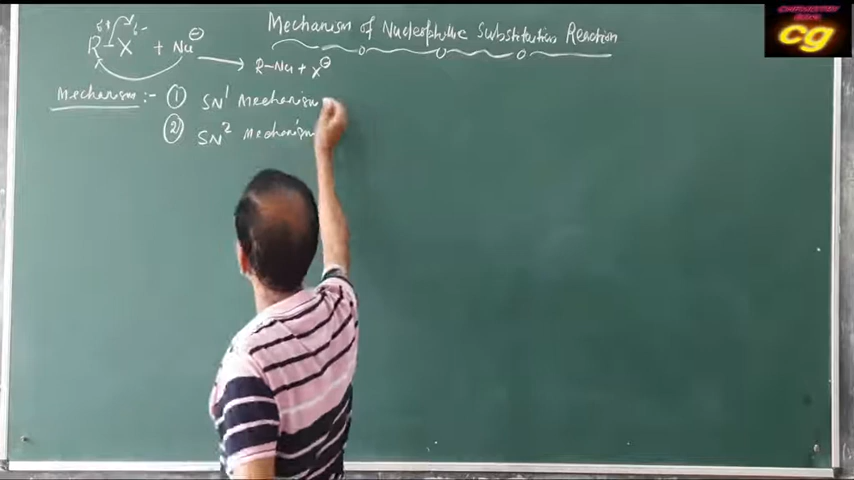 Mechanism of Nucleophilic Substitution Reaction
R-X + Nu⊖ → R-Nu + X⊖
Mechanism :- ① SN¹ Mechanism
② SN² Mechanism
cg